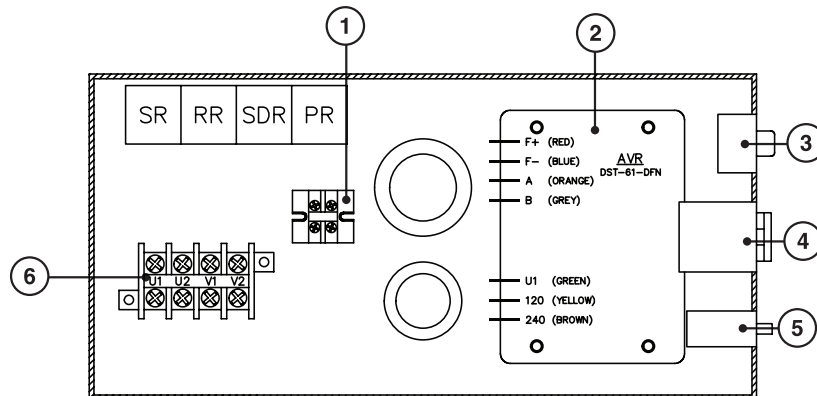 1
2
SR RR SDR PR
3
F+ (RED)
F- (BLUE)
A (ORANGE)
B (GREY)
AVR
DST-61-DFN
4
6
U1 U2 V1 V2
U1 (GREEN)
120 (YELLOW)
240 (BROWN)
5